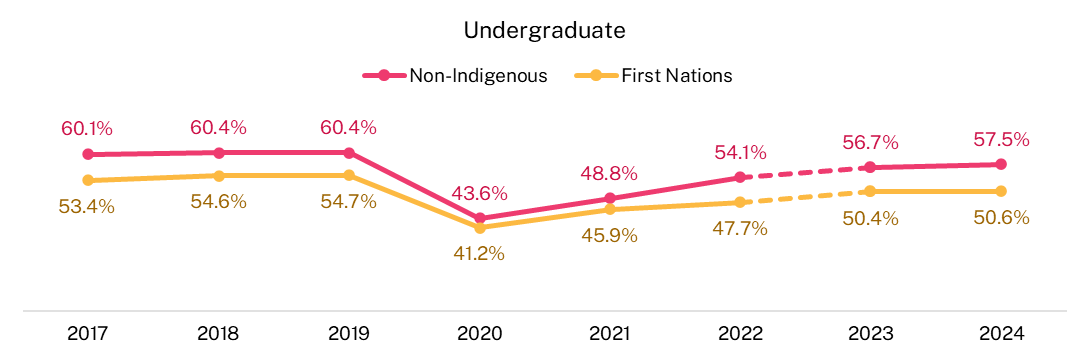 Undergraduate
Non-Indigenous First Nations
60.1% 60.4% 60.4% 43.6% 48.8% 54.1% 56.7% 57.5%
53.4% 54.6% 54.7% 41.2% 45.9% 47.7% 50.4% 50.6%
2017 2018 2019 2020 2021 2022 2023 2024